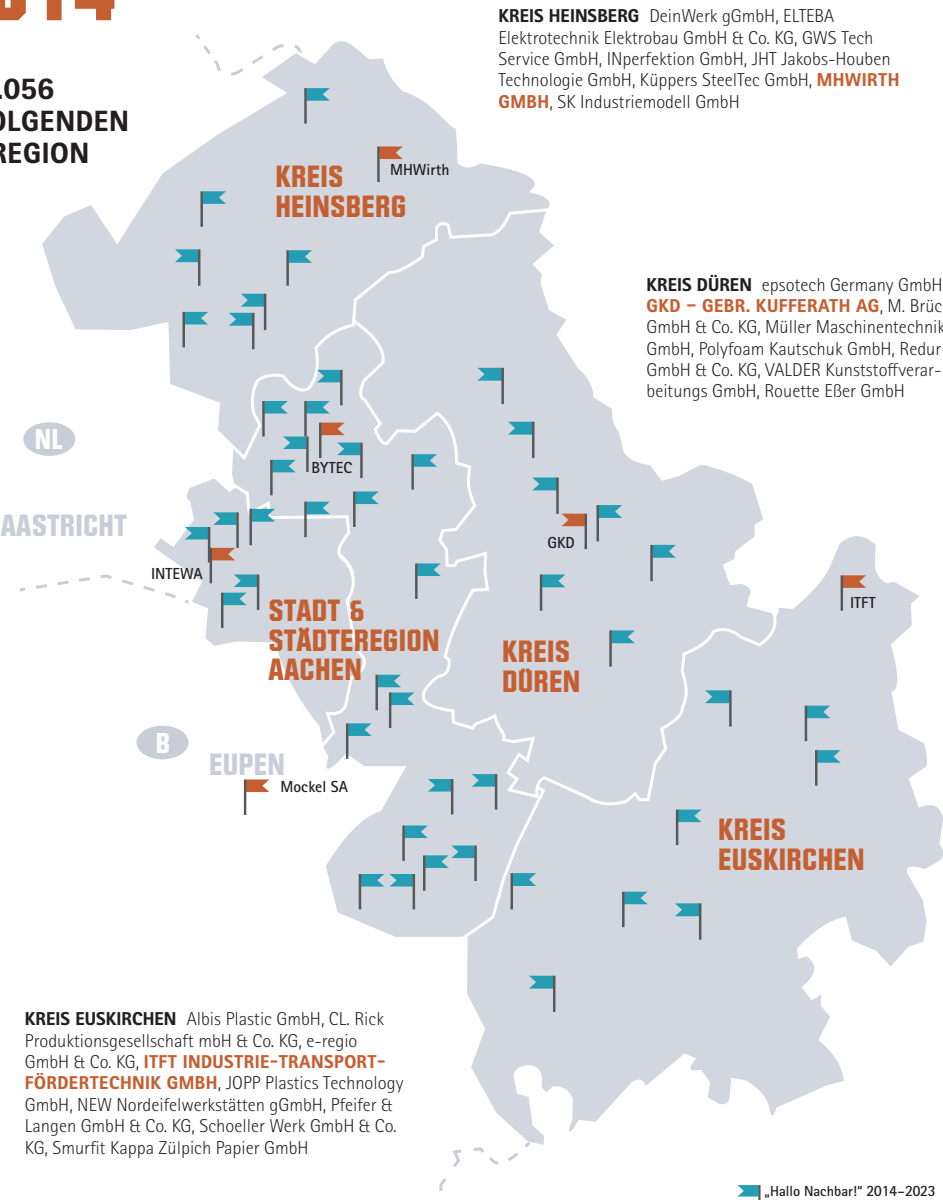 .056
OLGENDEN
REGION
KREIS HEINSBERG DeinWerk gGmbH, ELTEBA
Elektrotechnik Elektrobau GmbH & Co. KG, GWS Tech
Service GmbH, INperfektion GmbH, JHT Jakobs-Houben
Technologie GmbH, Küppers SteelTec GmbH, MHWIRTH
GMBH, SK Industriemodell GmbH
MHWirth
KREIS
HEINSBERG
KREIS DÜREN epsotech Germany GmbH
GKD – GEBR. KUFFERATH AG, M. Brüc
GmbH & Co. KG, Müller Maschinentechnik
GmbH, Polyfoam Kautschuk GmbH, Redur
GmbH & Co. KG, VALDER Kunststoffverar-
beitungs GmbH, Rouette Eßer GmbH
NL
BYTEC
AASTRICHT
GKD
INTEWA
ITFT
STADT &
STÄDTEREGION
AACHEN
KREIS
DÜREN
B
EUPEN
Mockel SA
KREIS
EUSKIRCHEN
KREIS EUSKIRCHEN Albis Plastic GmbH, CL. Rick
Produktionsgesellschaft mbH & Co. KG, e-regio
GmbH & Co. KG, ITFT INDUSTRIE-TRANSPORT-
FÖRDERTECHNIK GMBH, JOPP Plastics Technology
GmbH, NEW Nordeifelwerkstätten gGmbH, Pfeifer &
Langen GmbH & Co. KG, Schoeller Werk GmbH & Co.
KG, Smurfit Kappa Zülpich Papier GmbH
„Hallo Nachbar!“ 2014–2023